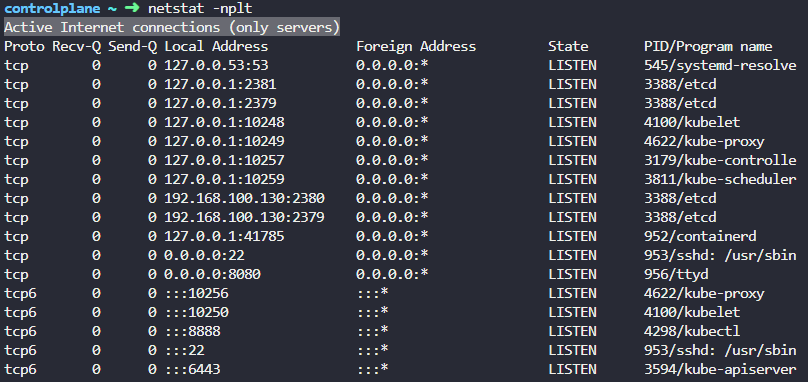 controlplane ~ ➜ netstat -nplt
Active Internet connections (only servers)
Proto Recv-Q Send-Q Local Address           Foreign Address         State       PID/Program name
tcp        0      0 127.0.0.53:53           0.0.0.0:*               LISTEN      545/systemd-resolve
tcp        0      0 127.0.0.1:2381          0.0.0.0:*               LISTEN      3388/etcd
tcp        0      0 127.0.0.1:2379          0.0.0.0:*               LISTEN      3388/etcd
tcp        0      0 127.0.0.1:10248         0.0.0.0:*               LISTEN      4100/kubelet
tcp        0      0 127.0.0.1:10249         0.0.0.0:*               LISTEN      4622/kube-proxy
tcp        0      0 127.0.0.1:10257         0.0.0.0:*               LISTEN      3179/kube-controlle
tcp        0      0 127.0.0.1:10259         0.0.0.0:*               LISTEN      3811/kube-scheduler
tcp        0      0 192.168.100.130:2380    0.0.0.0:*               LISTEN      3388/etcd
tcp        0      0 192.168.100.130:2379    0.0.0.0:*               LISTEN      3388/etcd
tcp        0      0 127.0.0.1:41785         0.0.0.0:*               LISTEN      952/containerd
tcp        0      0 0.0.0.0:22              0.0.0.0:*               LISTEN      953/sshd: /usr/sbin
tcp        0      0 0.0.0.0:8080            0.0.0.0:*               LISTEN      956/ttyd
tcp6       0      0 :::10256                :::*                    LISTEN      4622/kube-proxy
tcp6       0      0 :::10250                :::*                    LISTEN      4100/kubelet
tcp6       0      0 :::8888                 :::*                    LISTEN      4298/kubectl
tcp6       0      0 :::22                   :::*                    LISTEN      953/sshd: /usr/sbin
tcp6       0      0 :::6443                 :::*                    LISTEN      3594/kube-apiserver